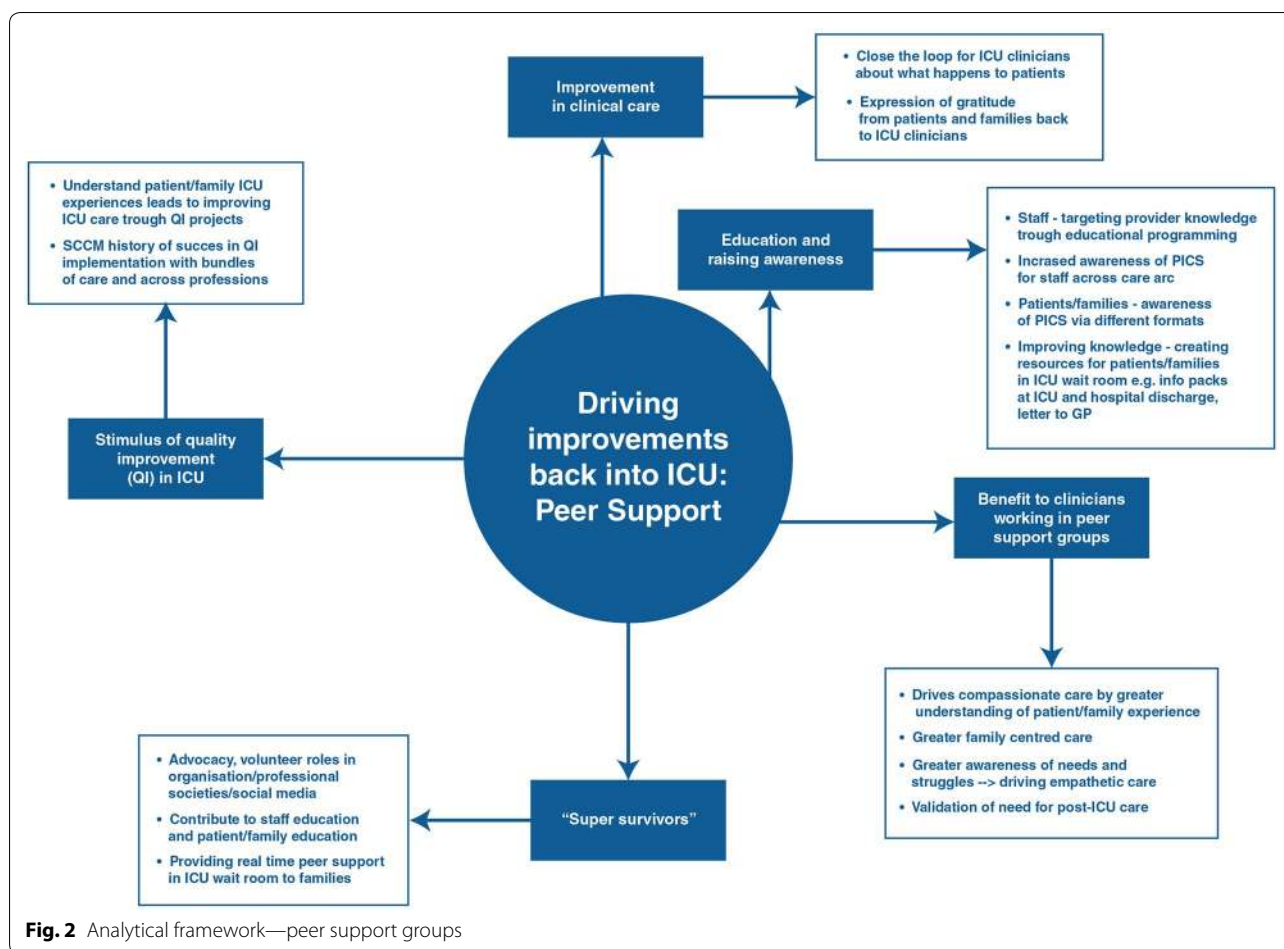 Improvement
in clinical care
• Close the loop for ICU clinicians
about what happens to patients
• Expression of gratitude
from patients and families back
to ICU clinicians
• Understand patient/family ICU
experiences leads to improving
ICU care trough QI projects
• SCCM history of succes in QI
implementation with bundles
of care and across professions
Education and
raising awareness
• Staff - targeting provider knowledge
trough educational programming
• Incrased awareness of PICS
for staff across care arc
• Patients/families - awareness
of PICS via different formats
• Improving knowledge - creating
resources for patients/families
in ICU wait room e.g. info packs
at ICU and hospital discharge,
letter to GP
Driving
improvements
back into ICU:
Peer Support
Stimulus of quality
improvement
(QI) in ICU
Benefit to clinicians
working in peer
support groups
• Drives compassionate care by greater
understanding of patient/family experience
• Greater family centred care
• Greater awareness of needs and
struggles --> driving empathetic care
• Validation of need for post-ICU care
• Advocacy, volunteer roles in
organisation/professional
societies/social media
• Contribute to staff education
and patient/family education
• Providing real time peer support
in ICU wait room to families
“Super survivors”
Fig. 2 Analytical framework—peer support groups